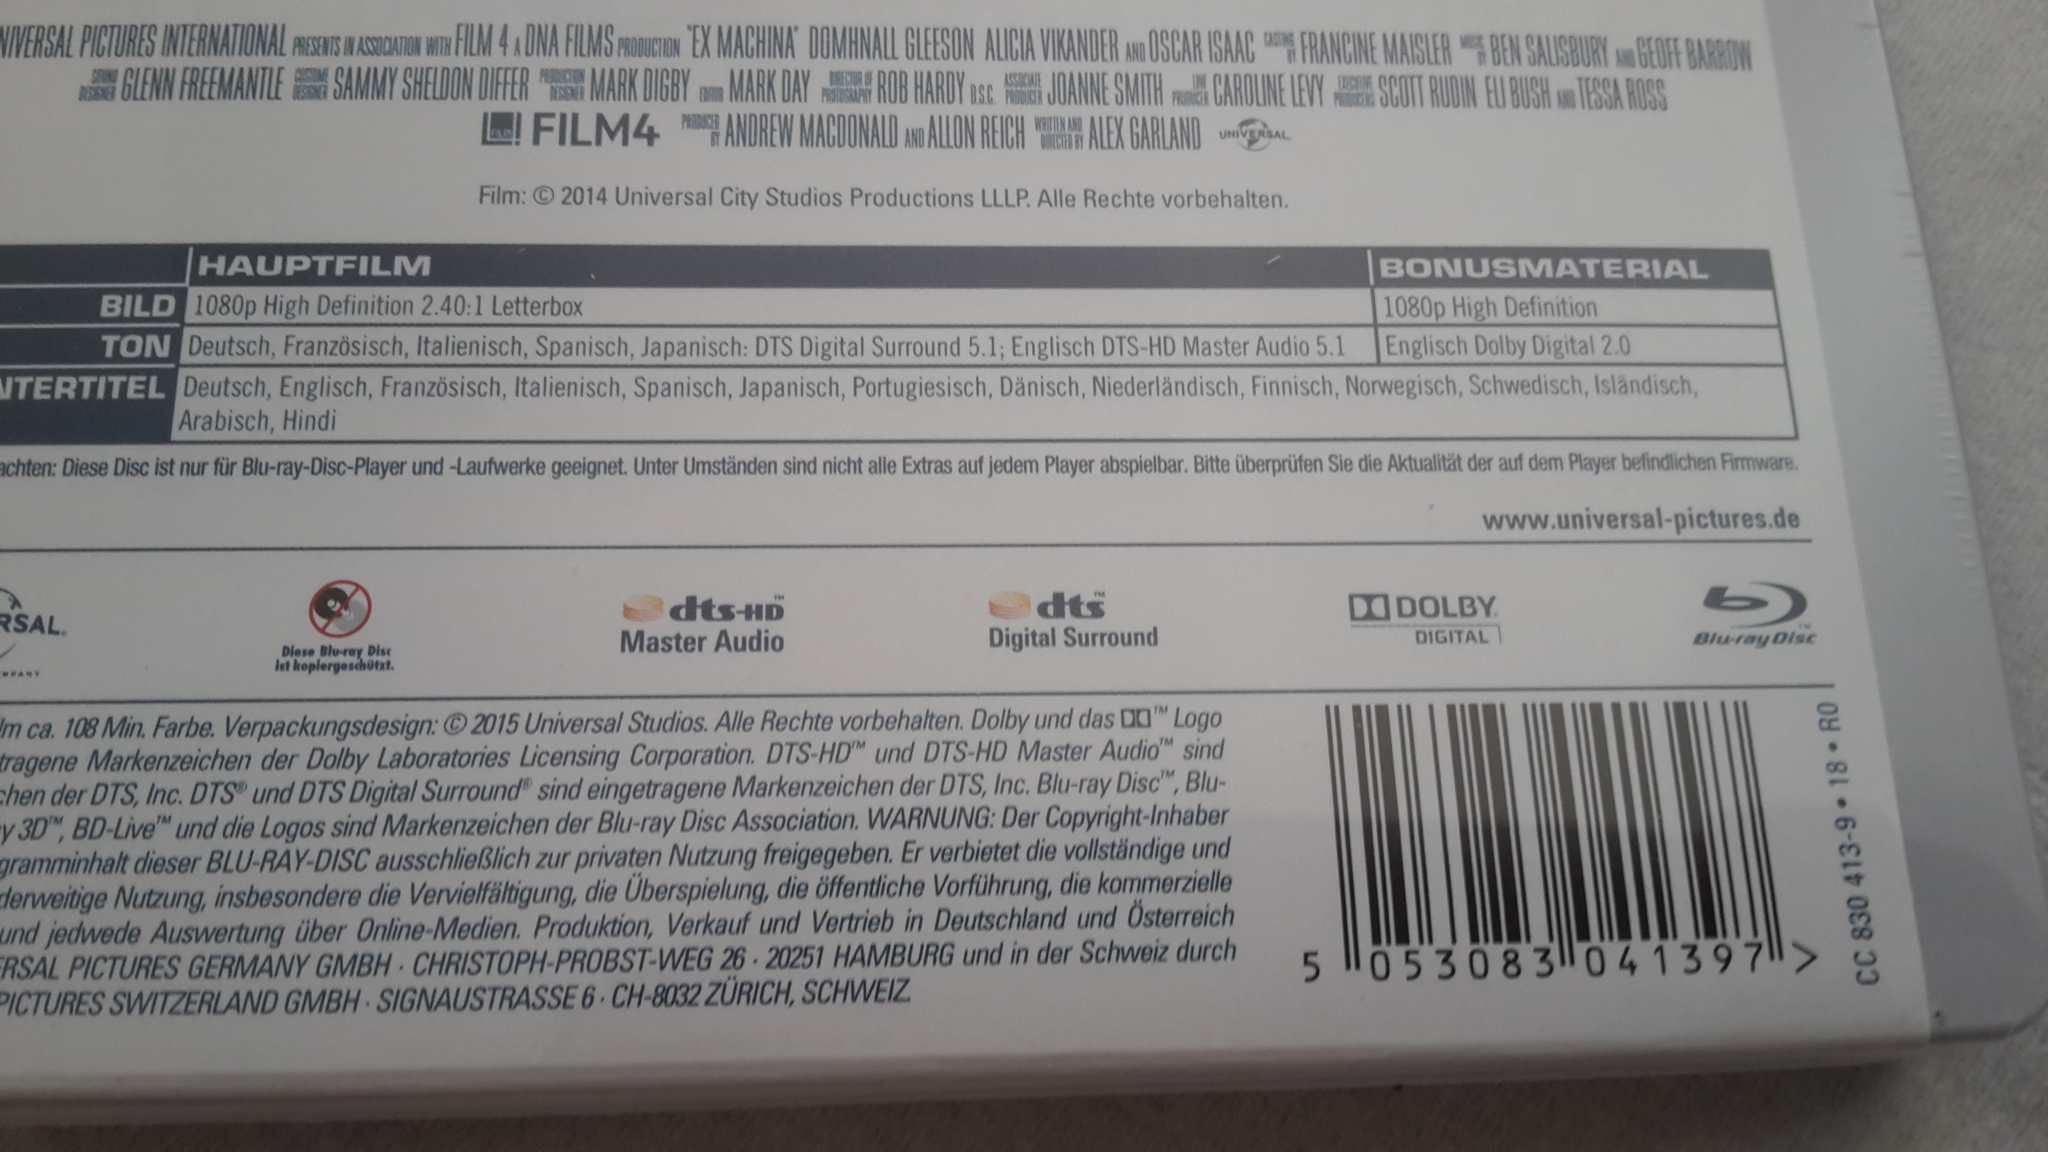 NIVERSAL PICTURES INTERNATIONAL PRESENTS IN ASSOCIATION WITH FILM 4 A DNA FILMS PRODUCTION "EX MACHINA" DOMHNALL GLEESON ALICIA VIKANDER AND OSCAR ISAAC CASTING BY FRANCINE MAISLER MUSIC BY BEN SALISBURY AND GEOFF BARROW
SOUND DESIGNER GLENN FREEMANTLE COSTUME DESIGNER SAMMY SHELDON DIFFER PRODUCTION DESIGNER MARK DIGBY EDITOR MARK DAY DIRECTOR OF PHOTOGRAPHY ROB HARDY B.S.C. ASSOCIATE PRODUCER JOANNE SMITH LINE PRODUCER CAROLINE LEVY EXECUTIVE PRODUCERS SCOTT RUDIN ELI BUSH AND TESSA ROSS
FILM4 PRODUCED BY ANDREW MACDONALD AND ALLON REICH WRITTEN AND DIRECTED BY ALEX GARLAND UNIVERSAL
Film: © 2014 Universal City Studios Productions LLLP. Alle Rechte vorbehalten.
HAUPTFILM BONUSMATERIAL
BILD 1080p High Definition 2.40:1 Letterbox 1080p High Definition
TON Deutsch, Französisch, Italienisch, Spanisch, Japanisch: DTS Digital Surround 5.1; Englisch DTS-HD Master Audio 5.1 Englisch Dolby Digital 2.0
NTERTITEL Deutsch, Englisch, Französisch, Italienisch, Spanisch, Japanisch, Portugiesisch, Dänisch, Niederländisch, Finnisch, Norwegisch, Schwedisch, Isländisch,
Arabisch, Hindi
achten: Diese Disc ist nur für Blu-ray-Disc-Player und -Laufwerke geeignet. Unter Umständen sind nicht alle Extras auf jedem Player abspielbar. Bitte überprüfen Sie die Aktualität der auf dem Player befindlichen Firmware.
www.universal-pictures.de
RSAL®
MPANY
Diese Blu-ray Disc
ist kopiergeschützt.
dts-HD™
Master Audio
dts™
Digital Surround
DOLBY
DIGITAL
Blu-ray Disc™
lm ca. 108 Min. Farbe. Verpackungsdesign: © 2015 Universal Studios. Alle Rechte vorbehalten. Dolby und das ™ Logo
tragene Markenzeichen der Dolby Laboratories Licensing Corporation. DTS-HD™ und DTS-HD Master Audio™ sind
chen der DTS, Inc. DTS® und DTS Digital Surround® sind eingetragene Markenzeichen der DTS, Inc. Blu-ray Disc™, Blu-
y 3D™, BD-Live™ und die Logos sind Markenzeichen der Blu-ray Disc Association. WARNUNG: Der Copyright-Inhaber
gramminhalt dieser BLU-RAY-DISC ausschließlich zur privaten Nutzung freigegeben. Er verbietet die vollständige und
derweitige Nutzung, insbesondere die Vervielfältigung, die Überspielung, die öffentliche Vorführung, die kommerzielle
und jedwede Auswertung über Online-Medien. Produktion, Verkauf und Vertrieb in Deutschland und Österreich
ERSAL PICTURES GERMANY GMBH · CHRISTOPH-PROBST-WEG 26 · 20251 HAMBURG und in der Schweiz durch
PICTURES SWITZERLAND GMBH · SIGNAUSTRASSE 6 · CH-8032 ZÜRICH, SCHWEIZ.
5 053083 041397 >
CC 830 413-9 • 18 • R0